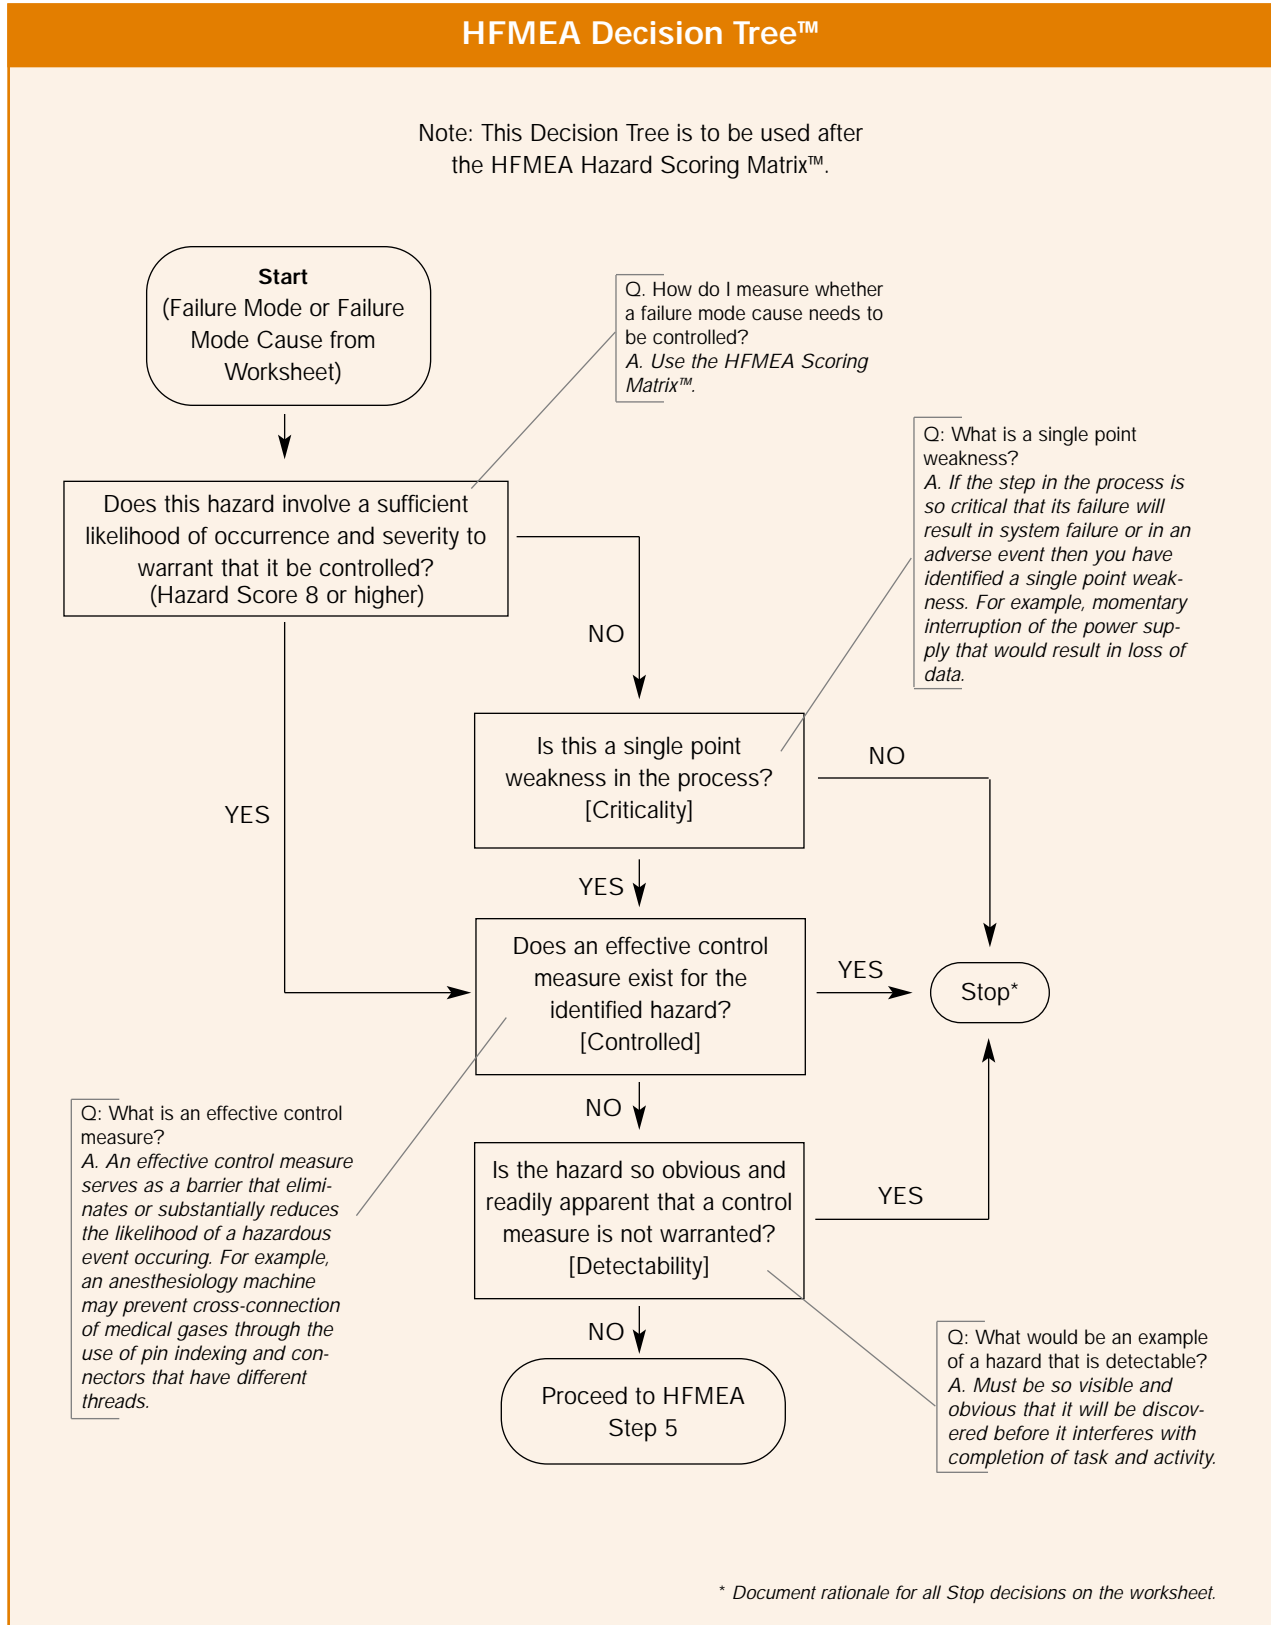 HFMEA Decision Tree™
Note: This Decision Tree is to be used after
the HFMEA Hazard Scoring Matrix™.
Start
(Failure Mode or Failure
Mode Cause from
Worksheet)
Q. How do I measure whether
a failure mode cause needs to
be controlled?
A. Use the HFMEA Scoring
Matrix™.
Q: What is a single point
weakness?
A. If the step in the process is
so critical that its failure will
result in system failure or in an
adverse event then you have
identified a single point weak-
ness. For example, momentary
interruption of the power sup-
ply that would result in loss of
data.
Does this hazard involve a sufficient
likelihood of occurrence and severity to
warrant that it be controlled?
(Hazard Score 8 or higher)
NO
YES
Is this a single point
weakness in the process?
[Criticality]
NO
YES
Does an effective control
measure exist for the
identified hazard?
[Controlled]
YES
Stop*
NO
Q: What is an effective control
measure?
A. An effective control measure
serves as a barrier that elimi-
nates or substantially reduces
the likelihood of a hazardous
event occuring. For example,
an anesthesiology machine
may prevent cross-connection
of medical gases through the
use of pin indexing and con-
nectors that have different
threads.
Is the hazard so obvious and
readily apparent that a control
measure is not warranted?
[Detectability]
YES
NO
Q: What would be an example
of a hazard that is detectable?
A. Must be so visible and
obvious that it will be discov-
ered before it interferes with
completion of task and activity.
Proceed to HFMEA
Step 5
* Document rationale for all Stop decisions on the worksheet.